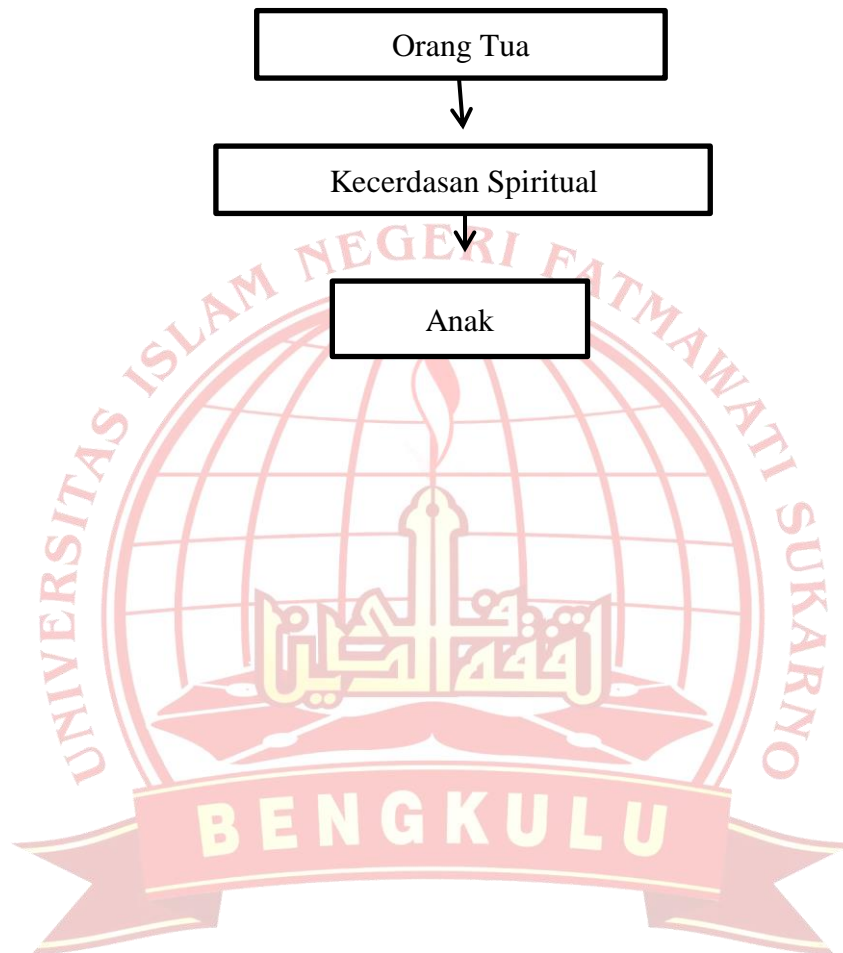 Orang Tua
Kecerdasan Spiritual
Anak
UNIVERSITAS ISLAM NEGERI FATMAWATI SUKARNO
BENGKULU